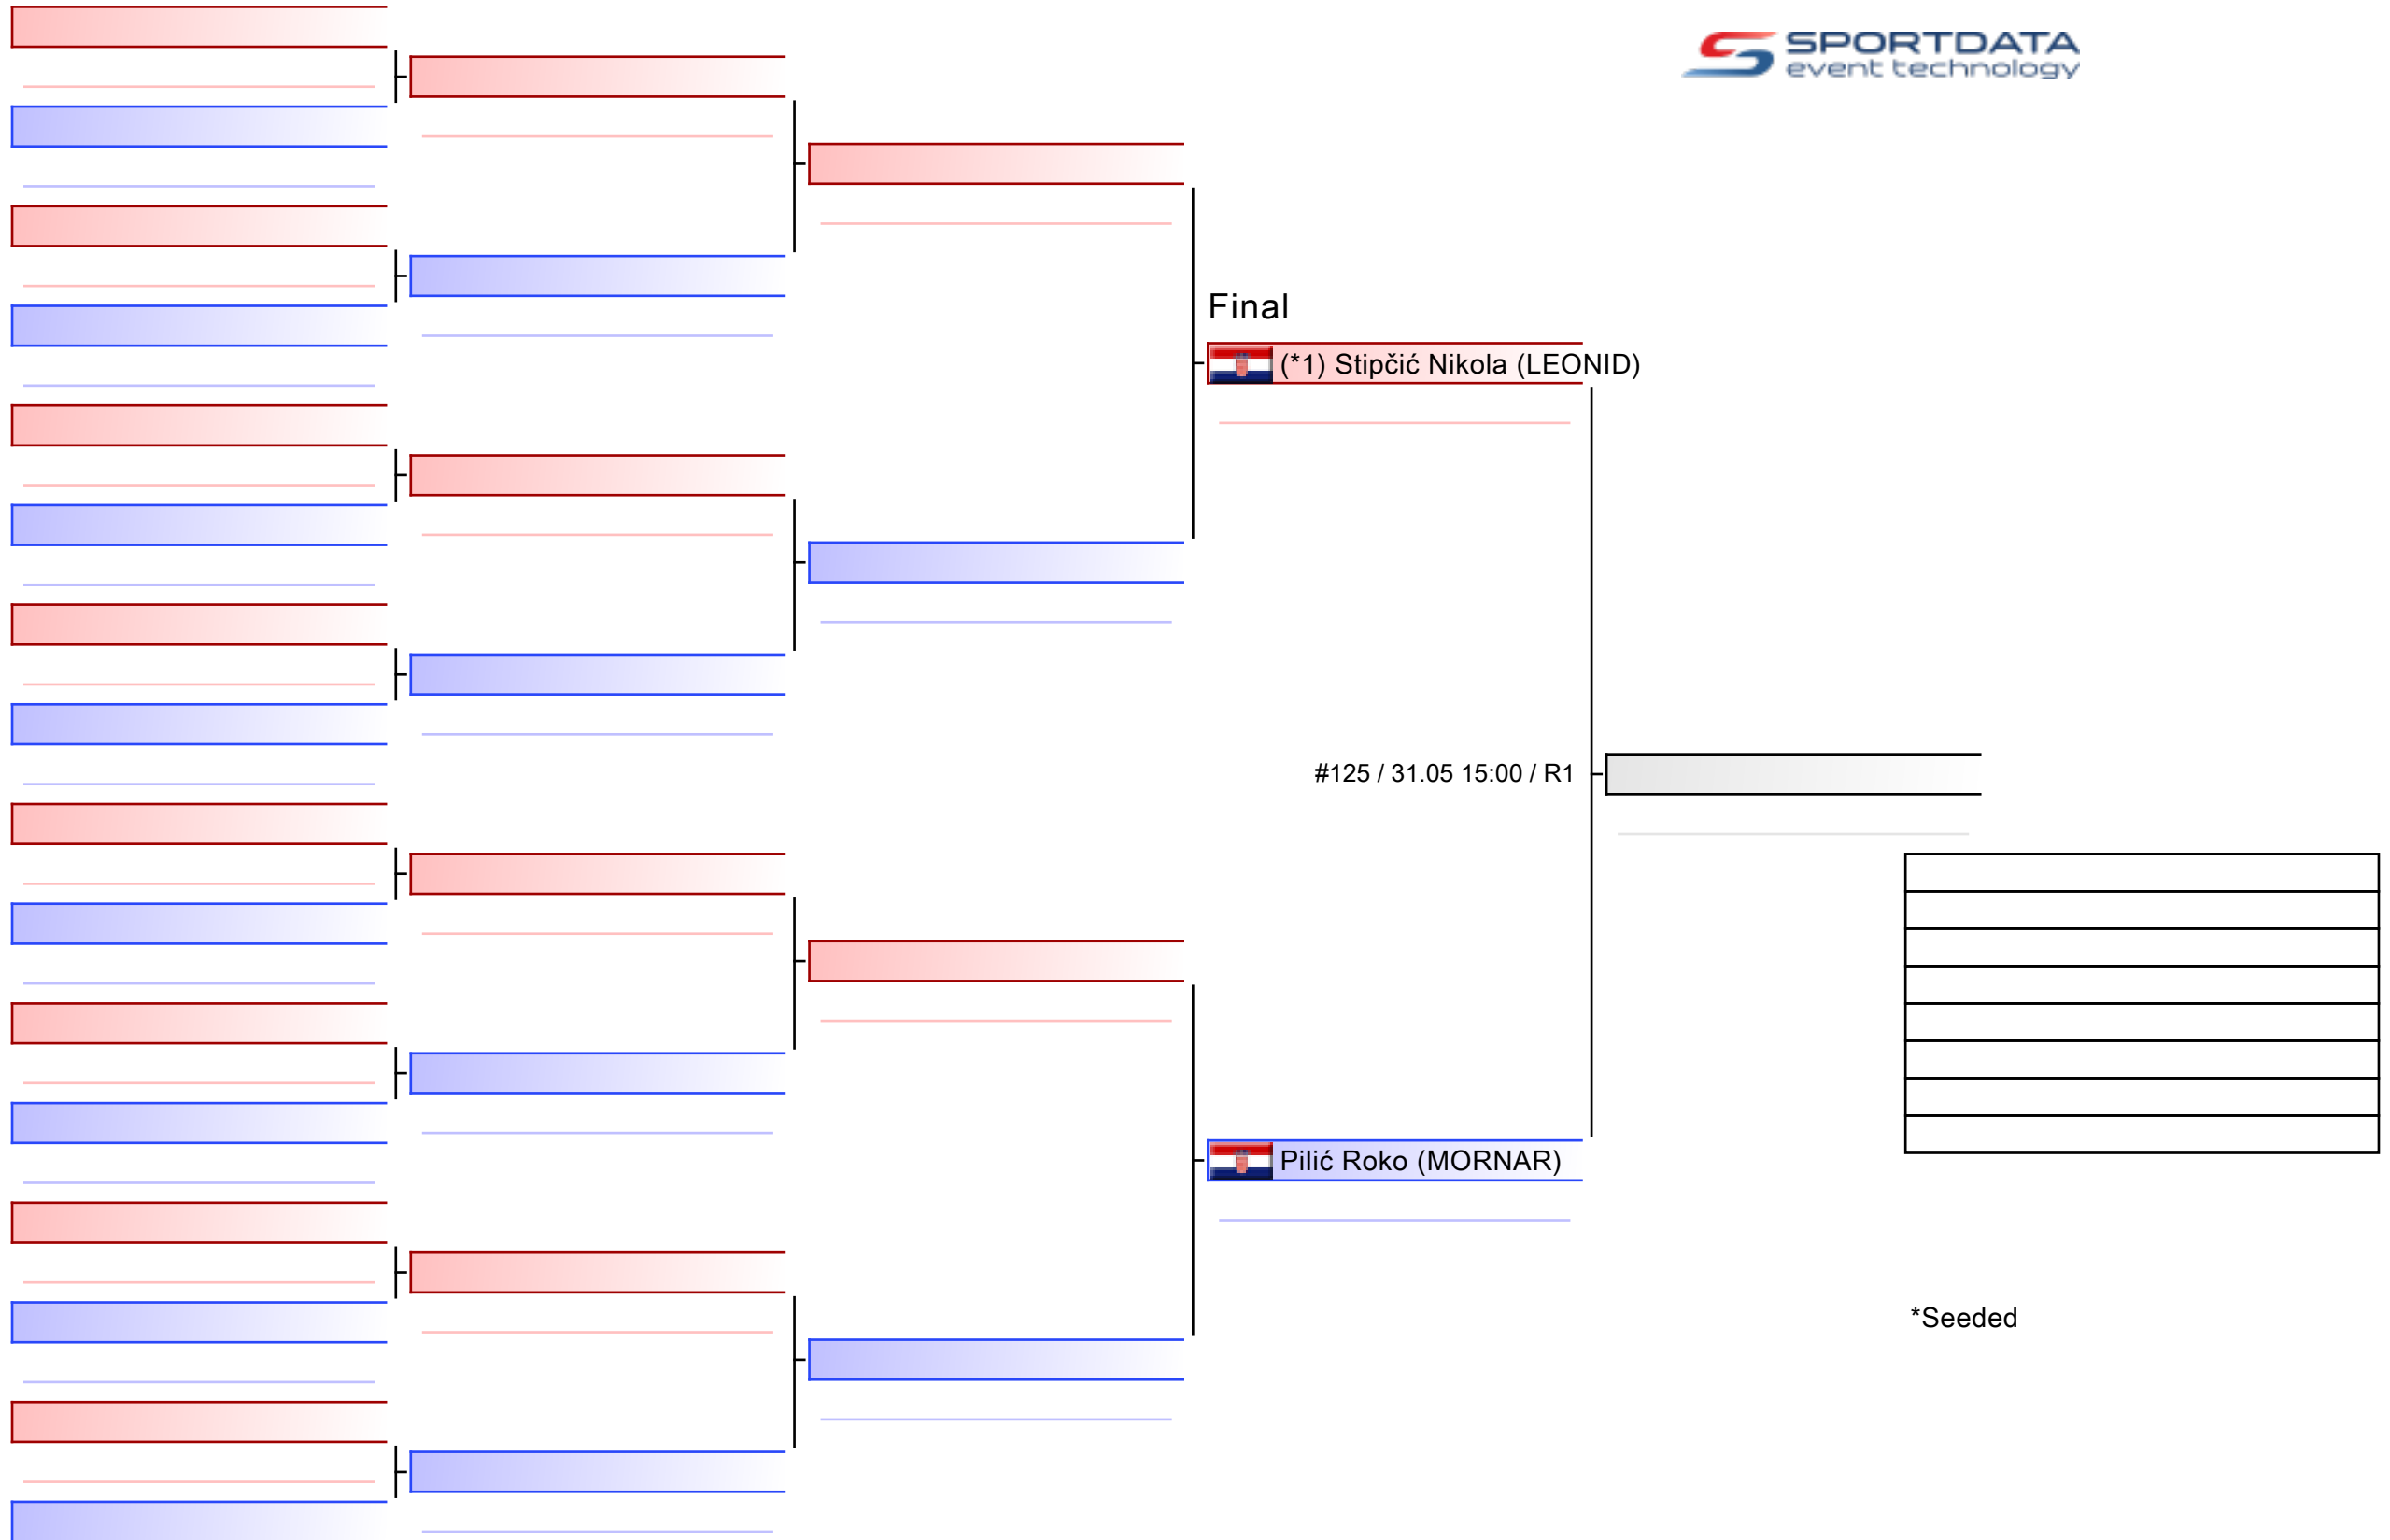 SPORTDATA
event technology
Final
(*1) Stipčić Nikola (LEONID)
#125 / 31.05 15:00 / R1
Pilić Roko (MORNAR)
*Seeded